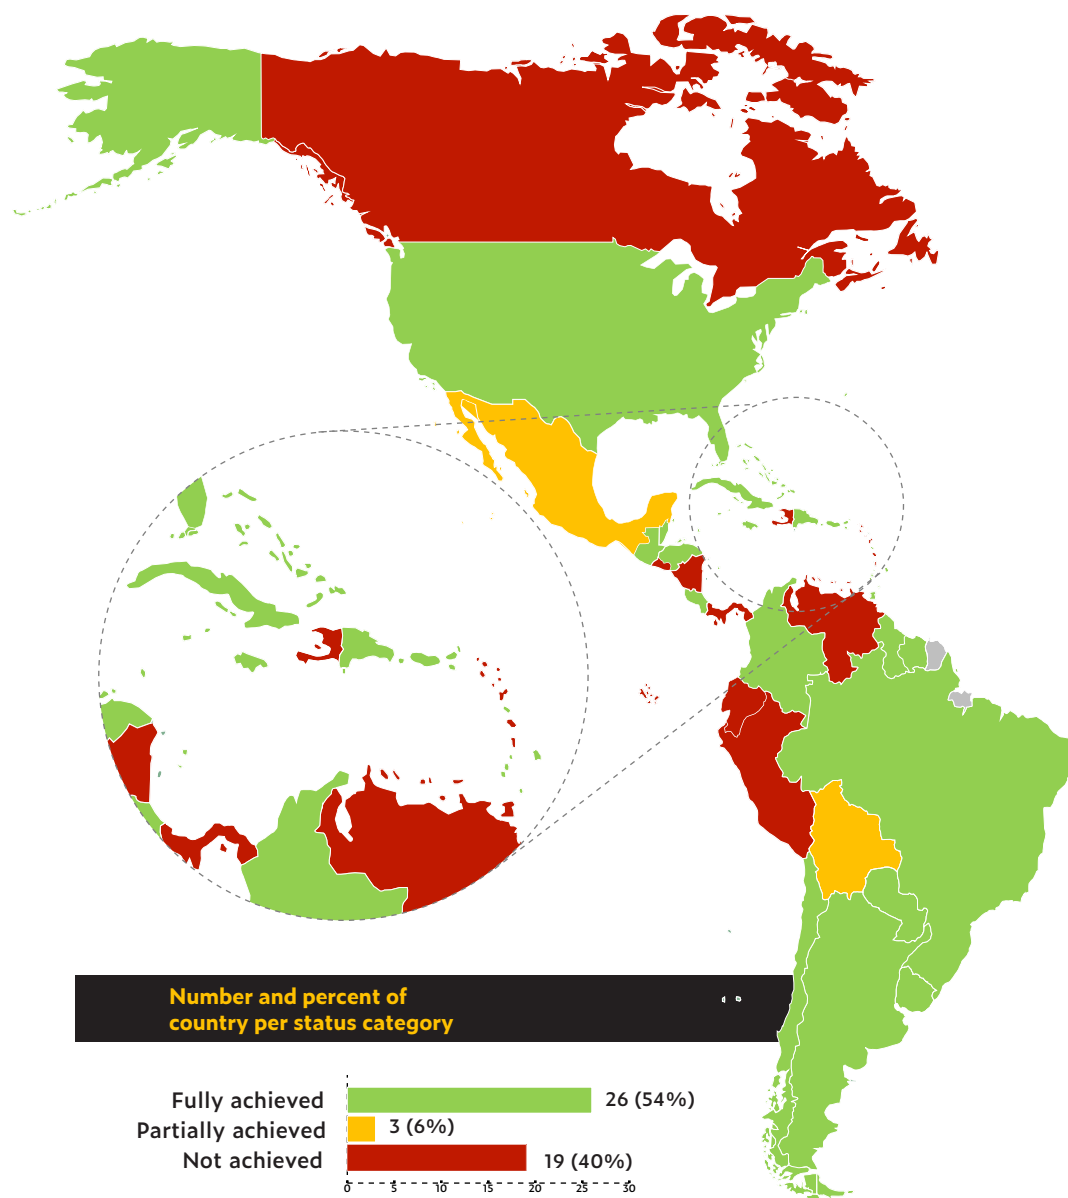 Number and percent of
country per status category
Fully achieved 26 (54%)
Partially achieved 3 (6%)
Not achieved 19 (40%)
0 5 10 15 20 25 30